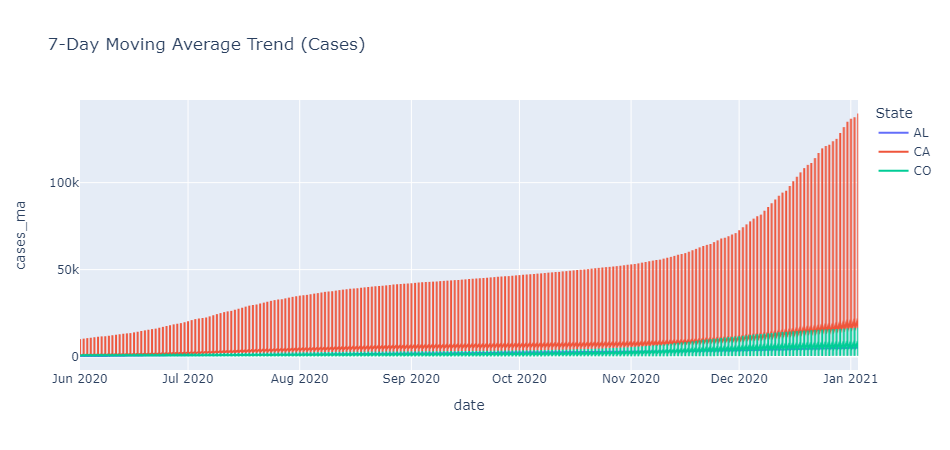 7-Day Moving Average Trend (Cases)
State
AL
CA
CO
100k
50k
0
cases_ma
Jun 2020 Jul 2020 Aug 2020 Sep 2020 Oct 2020 Nov 2020 Dec 2020 Jan 2021
date